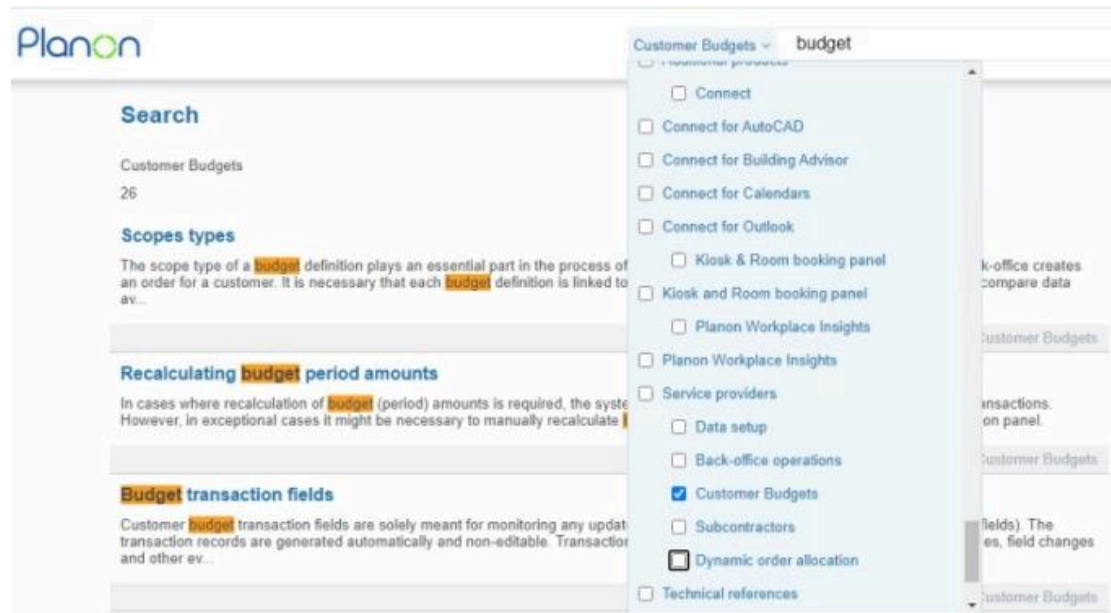 Planon
Customer Budgets
budget
Search
Customer Budgets
26
Scopes types
The scope type of a budget definition plays an essential part in the process of
k-office creates
an order for a customer. It is necessary that each budget definition is linked to
compare data
av...
Customer Budgets
Recalculating budget period amounts
In cases where recalculation of budget (period) amounts is required, the syste
ansactions.
However, in exceptional cases it might be necessary to manually recalculate
on panel.
Customer Budgets
Budget transaction fields
Customer budget transaction fields are solely meant for monitoring any updat
fields). The
transaction records are generated automatically and non-editable. Transaction
es, field changes
and other ev...
Customer Budgets
Additional products
Connect
Connect for AutoCAD
Connect for Building Advisor
Connect for Calendars
Connect for Outlook
Kiosk & Room booking panel
Kiosk and Room booking panel
Planon Workplace Insights
Planon Workplace Insights
Service providers
Data setup
Back-office operations
Customer Budgets
Subcontractors
Dynamic order allocation
Technical references